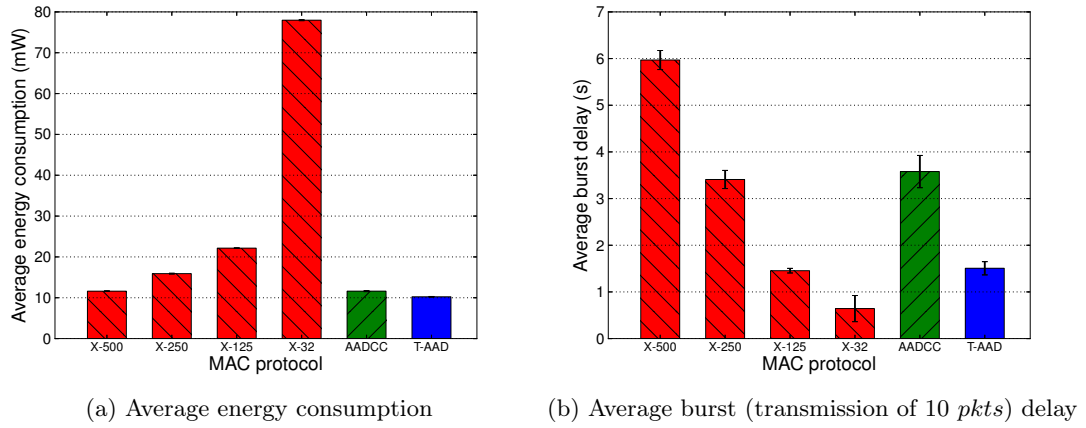 80
70
60
50
40
30
20
10
0
Average energy consumption (mW)
X-500 X-250 X-125 X-32 AADCC T-AAD
MAC protocol
(a) Average energy consumption
7
6
5
4
3
2
1
0
Average burst delay (s)
X-500 X-250 X-125 X-32 AADCC T-AAD
MAC protocol
(b) Average burst (transmission of 10 pkts) delay